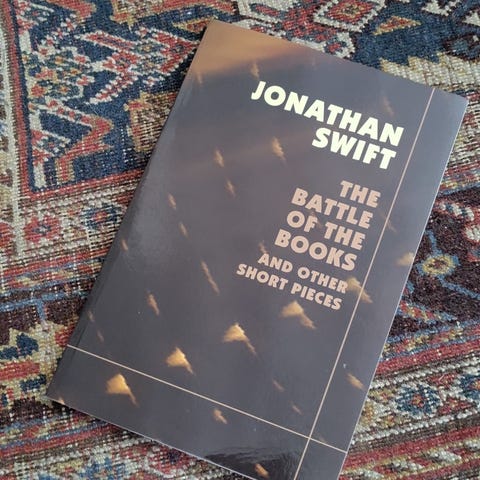 JONATHAN
SWIFT
THE
BATTLE
OF THE
BOOKS
AND OTHER
SHORT PIECES